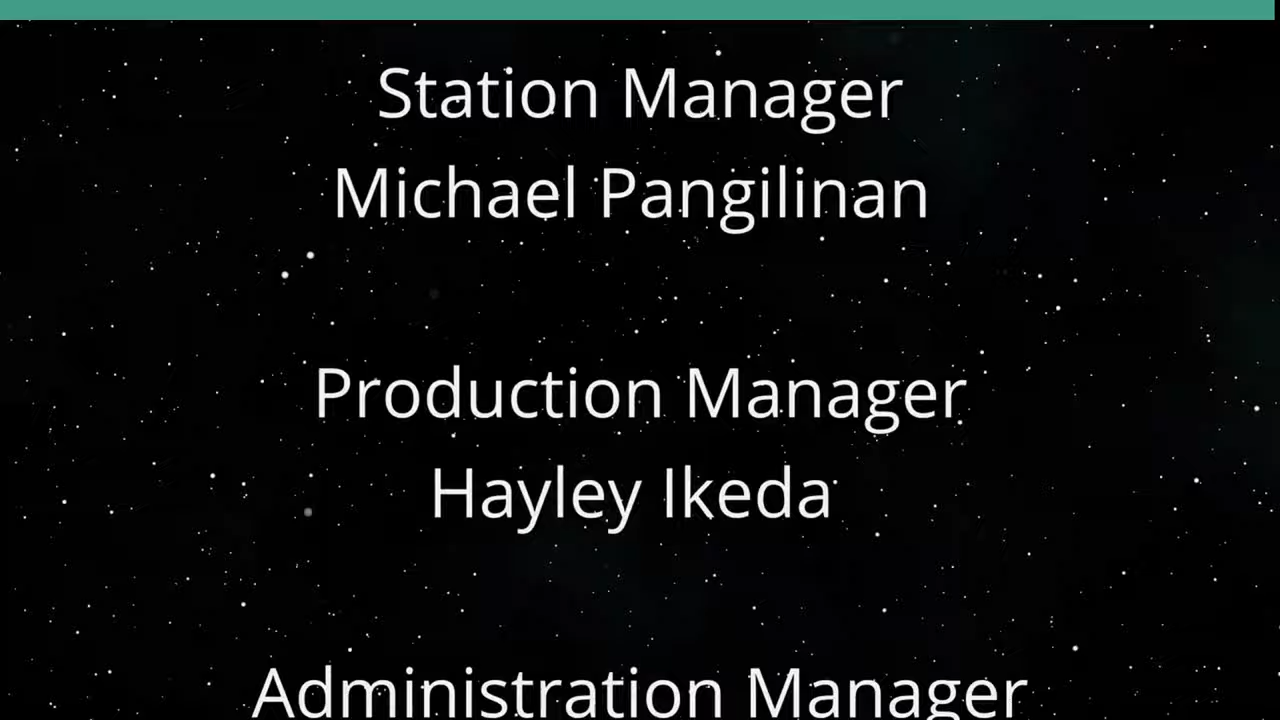 Station Manager
Michael Pangilinan
Production Manager
Hayley Ikeda
Administration Manager